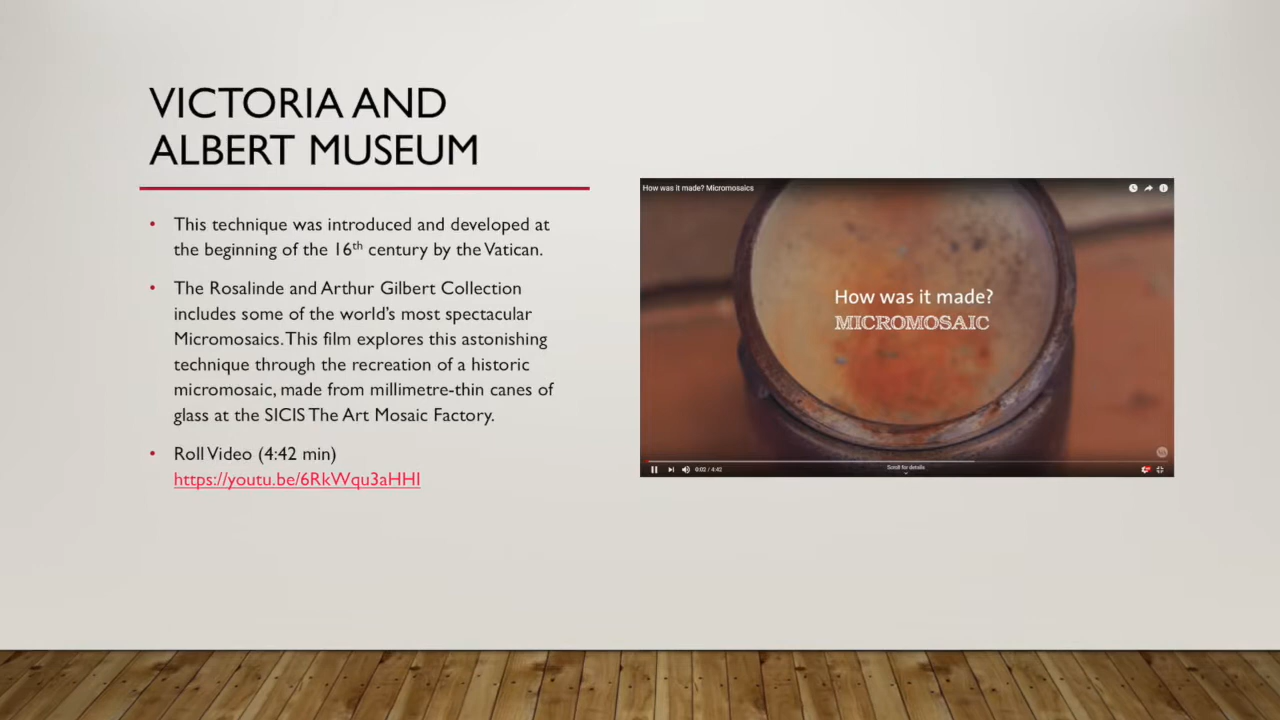 VICTORIA AND
ALBERT MUSEUM
• This technique was introduced and developed at
the beginning of the 16th century by the Vatican.
• The Rosalinde and Arthur Gilbert Collection
includes some of the world's most spectacular
Micromosaics. This film explores this astonishing
technique through the recreation of a historic
micromosaic, made from millimetre-thin canes of
glass at the SICIS The Art Mosaic Factory.
• Roll Video (4:42 min)
https://youtu.be/6RkWqu3aHHI
How was it made? Micromosaics
How was it made?
MICROMOSAIC
0:02 / 4:42
Scroll for details